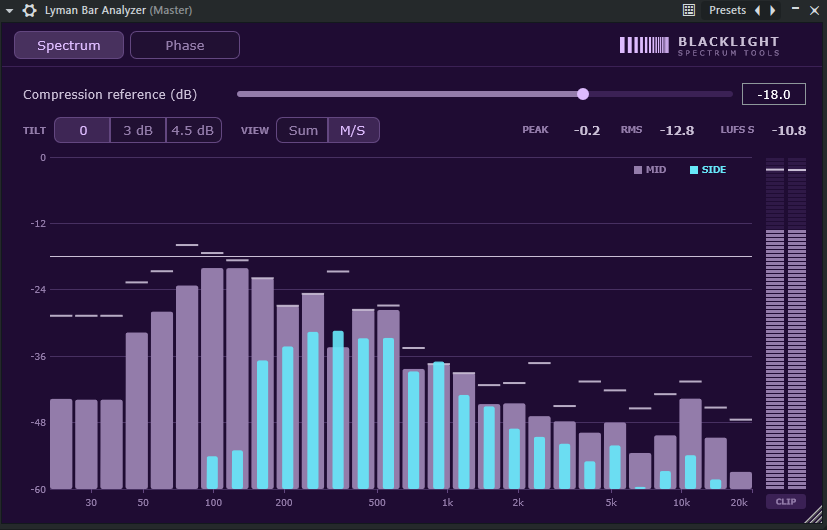 Lyman Bar Analyzer (Master) Presets
Spectrum Phase BLACKLIGHT
SPECTRUM TOOLS
Compression reference (dB) -18.0
TILT 0 3 dB 4.5 dB VIEW Sum M/S PEAK -0.2 RMS -12.8 LUFS S -10.8
0
MID SIDE
-12
-24
-36
-48
-60
30 50 100 200 500 1k 2k 5k 10k 20k
CLIP